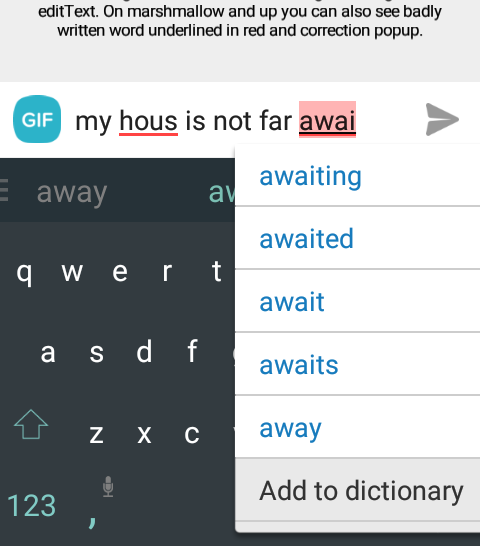 editText. On marshmallow and up you can also see badly
written word underlined in red and correction popup.
GIF my hous is not far awai
away
awaiting
awaited
await
awaits
away
Add to dictionary
q w e r t
a s d f
z x c
123 ,